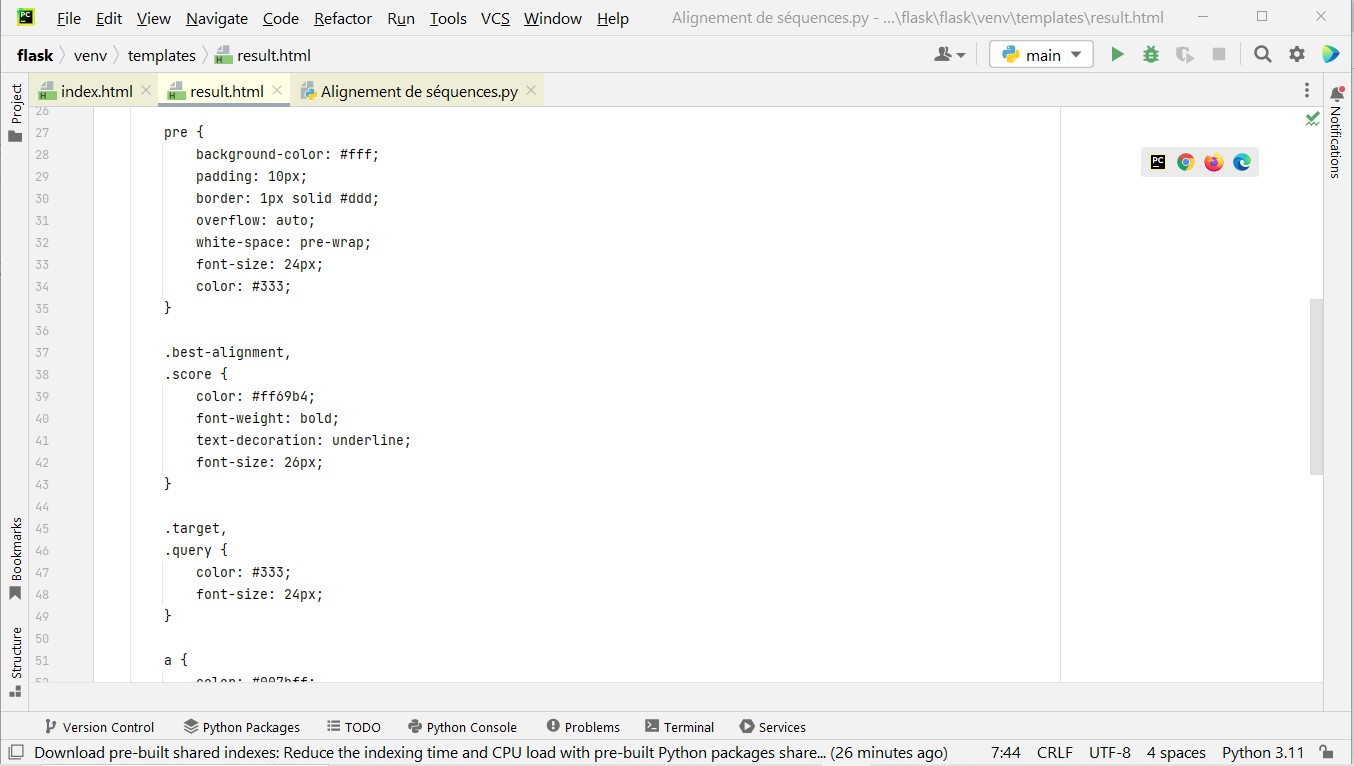 PC File Edit View Navigate Code Refactor Run Tools VCS Window Help Alignement de séquences.py - ...\flask\flask\venv\templates\result.html
flask venv templates result.html main
index.html result.html Alignement de séquences.py
Project
Notifications
26
27 pre {
28 background-color: #fff;
29 padding: 10px;
30 border: 1px solid #ddd;
31 overflow: auto;
32 white-space: pre-wrap;
33 font-size: 24px;
34 color: #333;
35 }
36
37 .best-alignment,
38 .score {
39 color: #ff69b4;
40 font-weight: bold;
41 text-decoration: underline;
42 font-size: 26px;
43 }
44
45 .target,
46 .query {
47 color: #333;
48 font-size: 24px;
49 }
50
51 a {
52 color: #007bff;
Bookmarks
Structure
Version Control Python Packages TODO Python Console Problems Terminal Services
Download pre-built shared indexes: Reduce the indexing time and CPU load with pre-built Python packages share... (26 minutes ago) 7:44 CRLF UTF-8 4 spaces Python 3.11